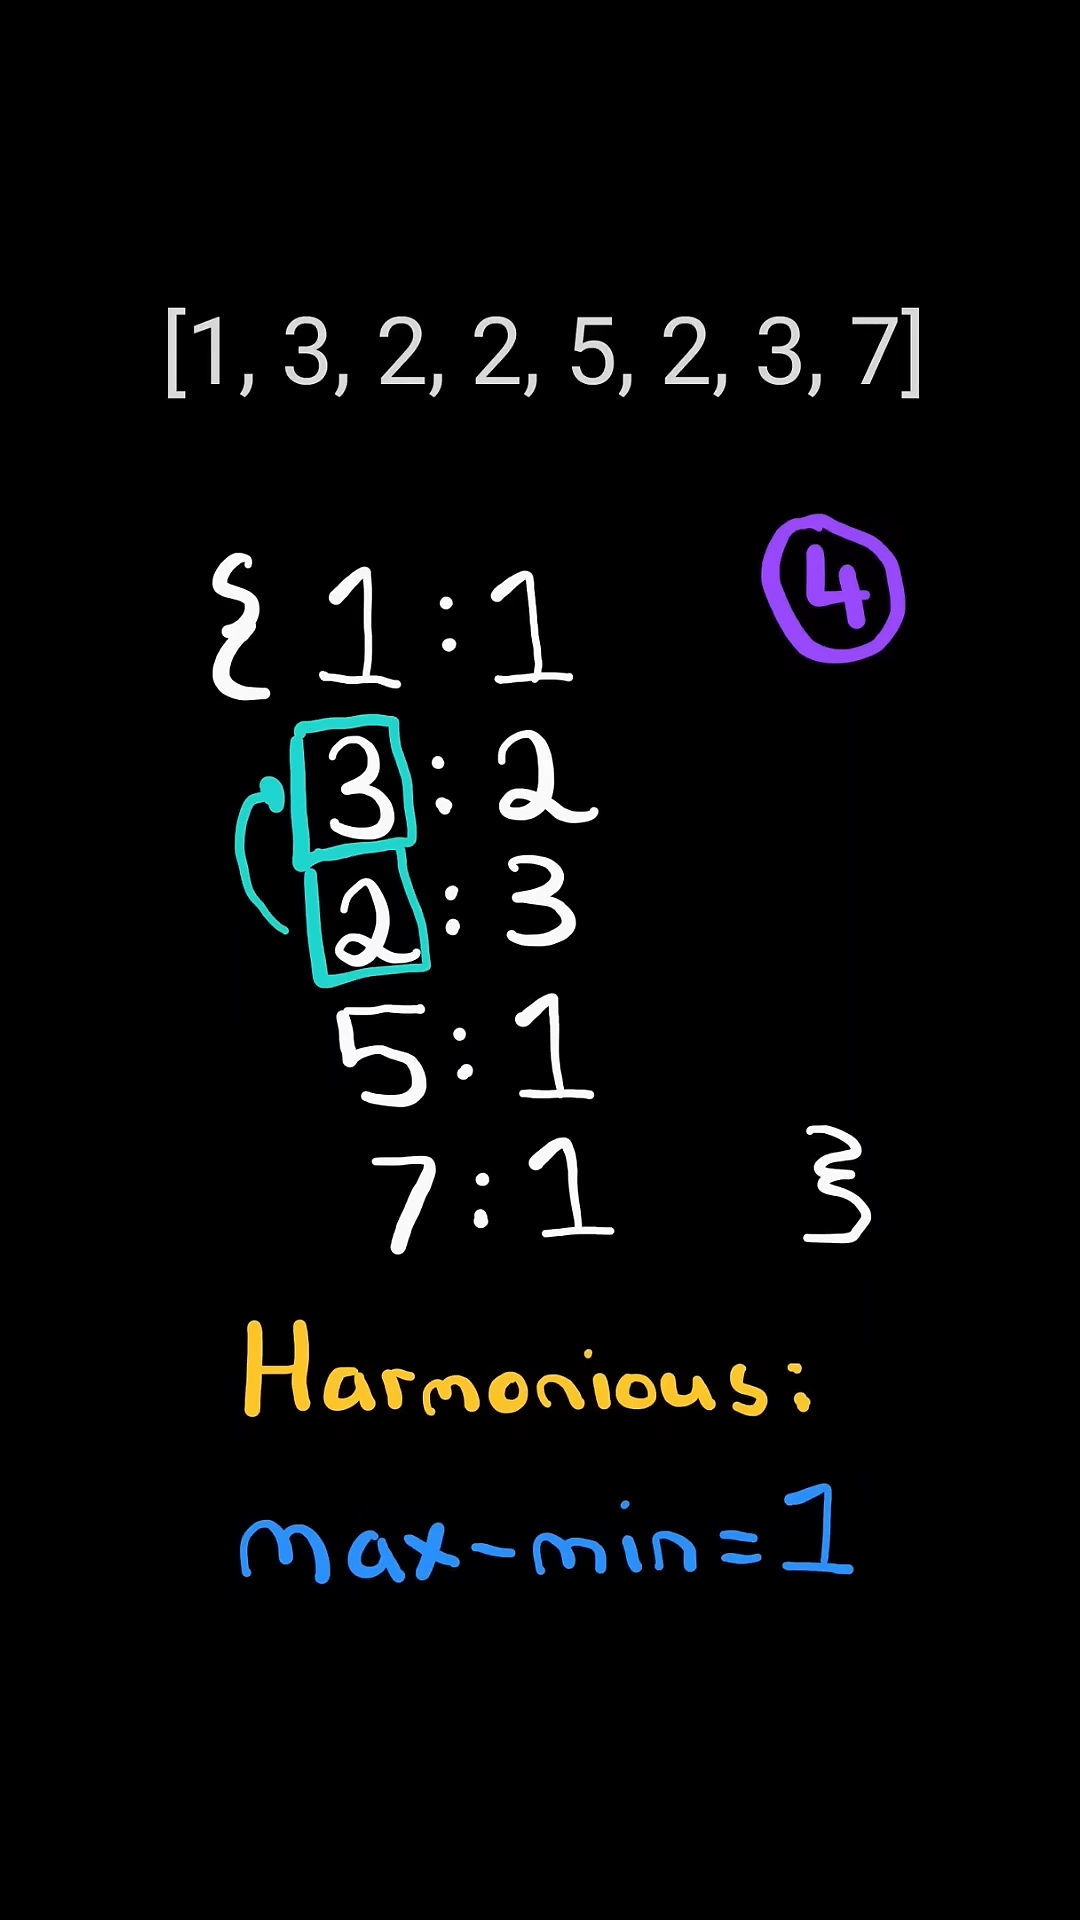 [1, 3, 2, 2, 5, 2, 3, 7]
{ 1 : 1
4
3 : 2
2 : 3
5 : 1
7 : 1 }
Harmonious:
max-min=1